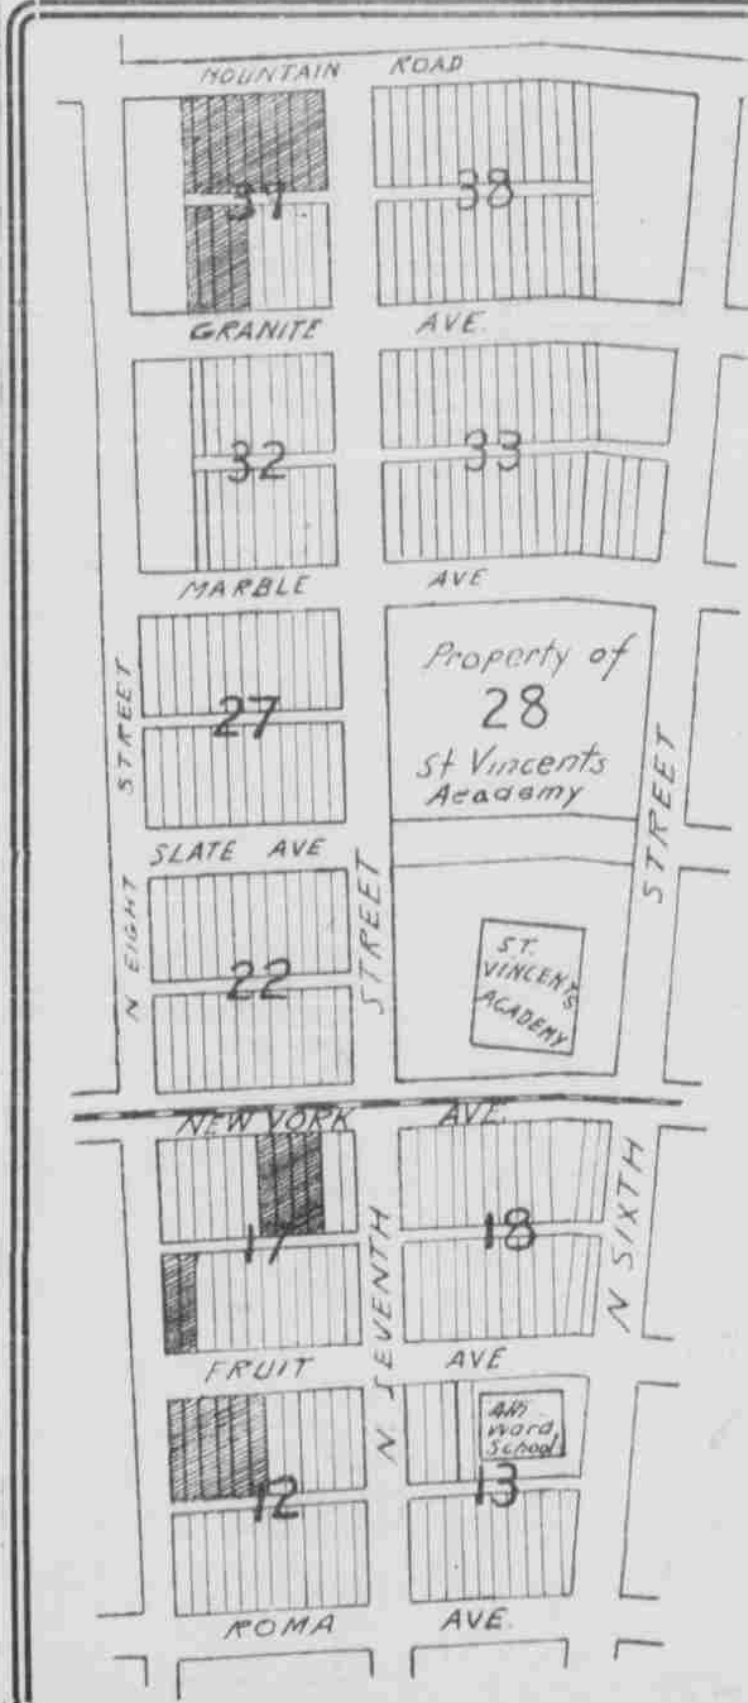 MOUNTAIN ROAD
37
38
GRANITE AVE.
32
33
MARBLE AVE
Property of
28
St Vincents
Academy
27
SLATE AVE
N EIGHT STREET
22
ST.
VINCENTS
ACADEMY
NEW YORK AVE.
17
18
N. SEVENTH STREET
N SIXTH STREET
FRUIT AVE
4th
Ward
School
12
13
ROMA AVE.